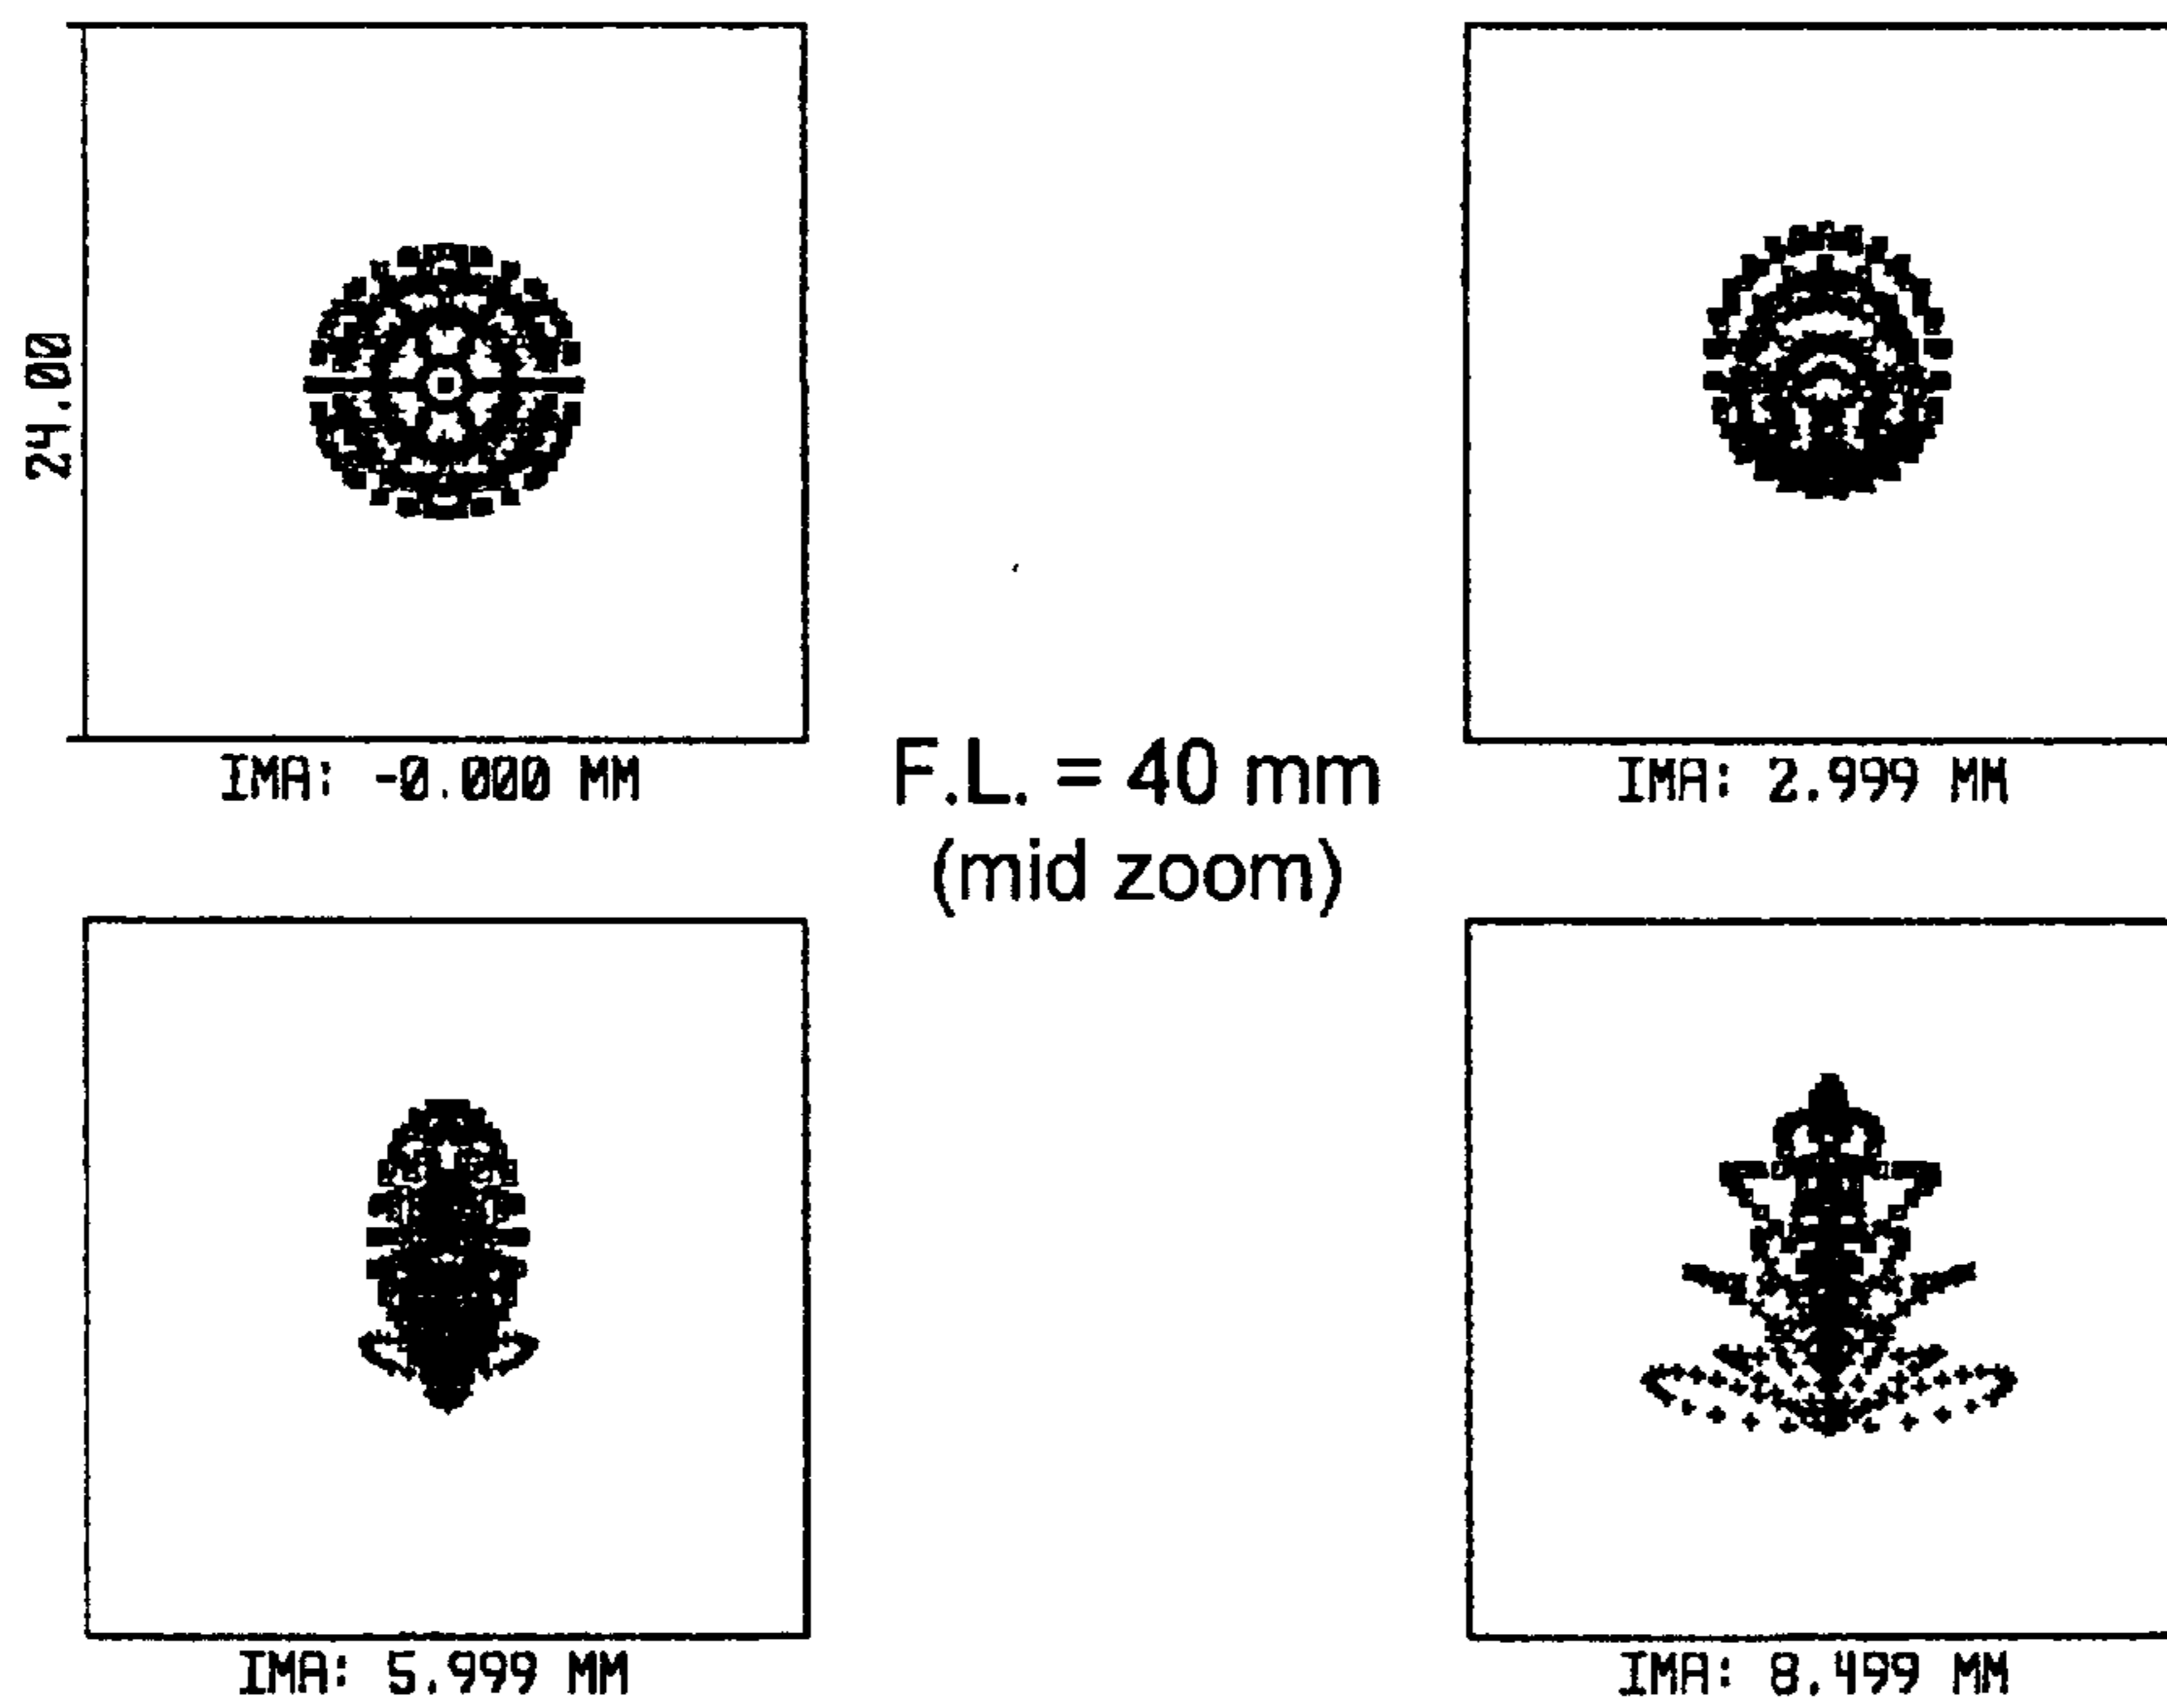 24.00
IMA: -0.000 MM
IMA: 2.999 MM
F.L. = 40 mm
(mid zoom)
IMA: 5.999 MM
IMA: 8.499 MM